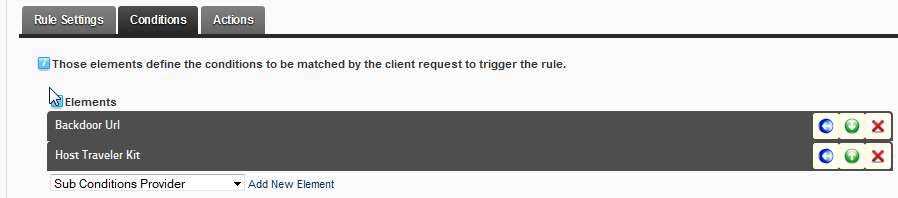 Rule Settings Conditions Actions
Those elements define the conditions to be matched by the client request to trigger the rule.
Elements
Backdoor Url
Host Traveler Kit
Sub Conditions Provider Add New Element